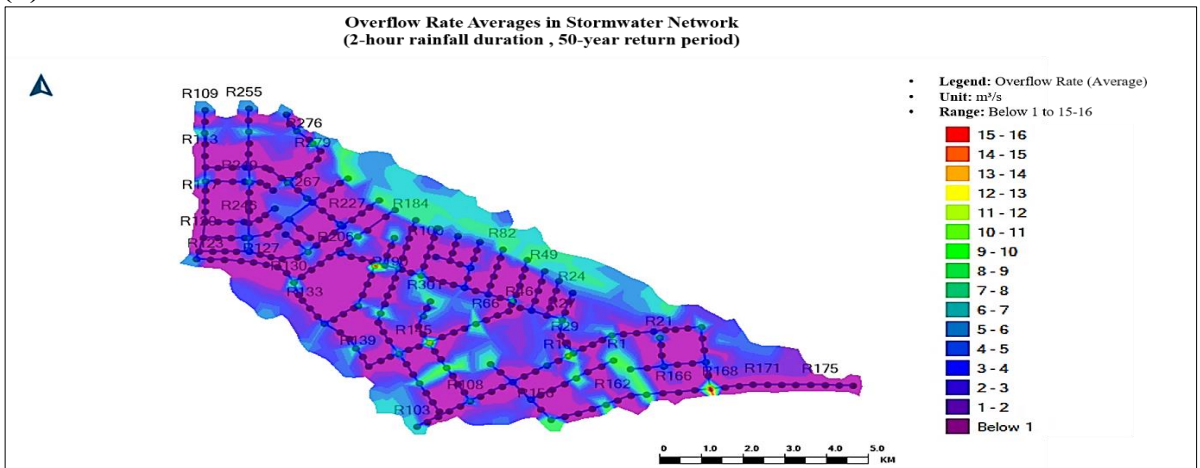 Overflow Rate Averages in Stormwater Network
(2-hour rainfall duration , 50-year return period)
• Legend: Overflow Rate (Average)
• Unit: m³/s
• Range: Below 1 to 15-16
15 - 16
14 - 15
13 - 14
12 - 13
11 - 12
10 - 11
9 - 10
8 - 9
7 - 8
6 - 7
5 - 6
4 - 5
3 - 4
2 - 3
1 - 2
Below 1
R109 R255
R276
R113 R279
R267
R227 R184
R82
R206
R127
R123
R130
R49
R24
R133
R301
R66 R46
R29
R21
R1
R139
R145
R168 R171 R175
R166
R162
R108
R103
0 1.0 2.0 3.0 4.0 5.0
KM